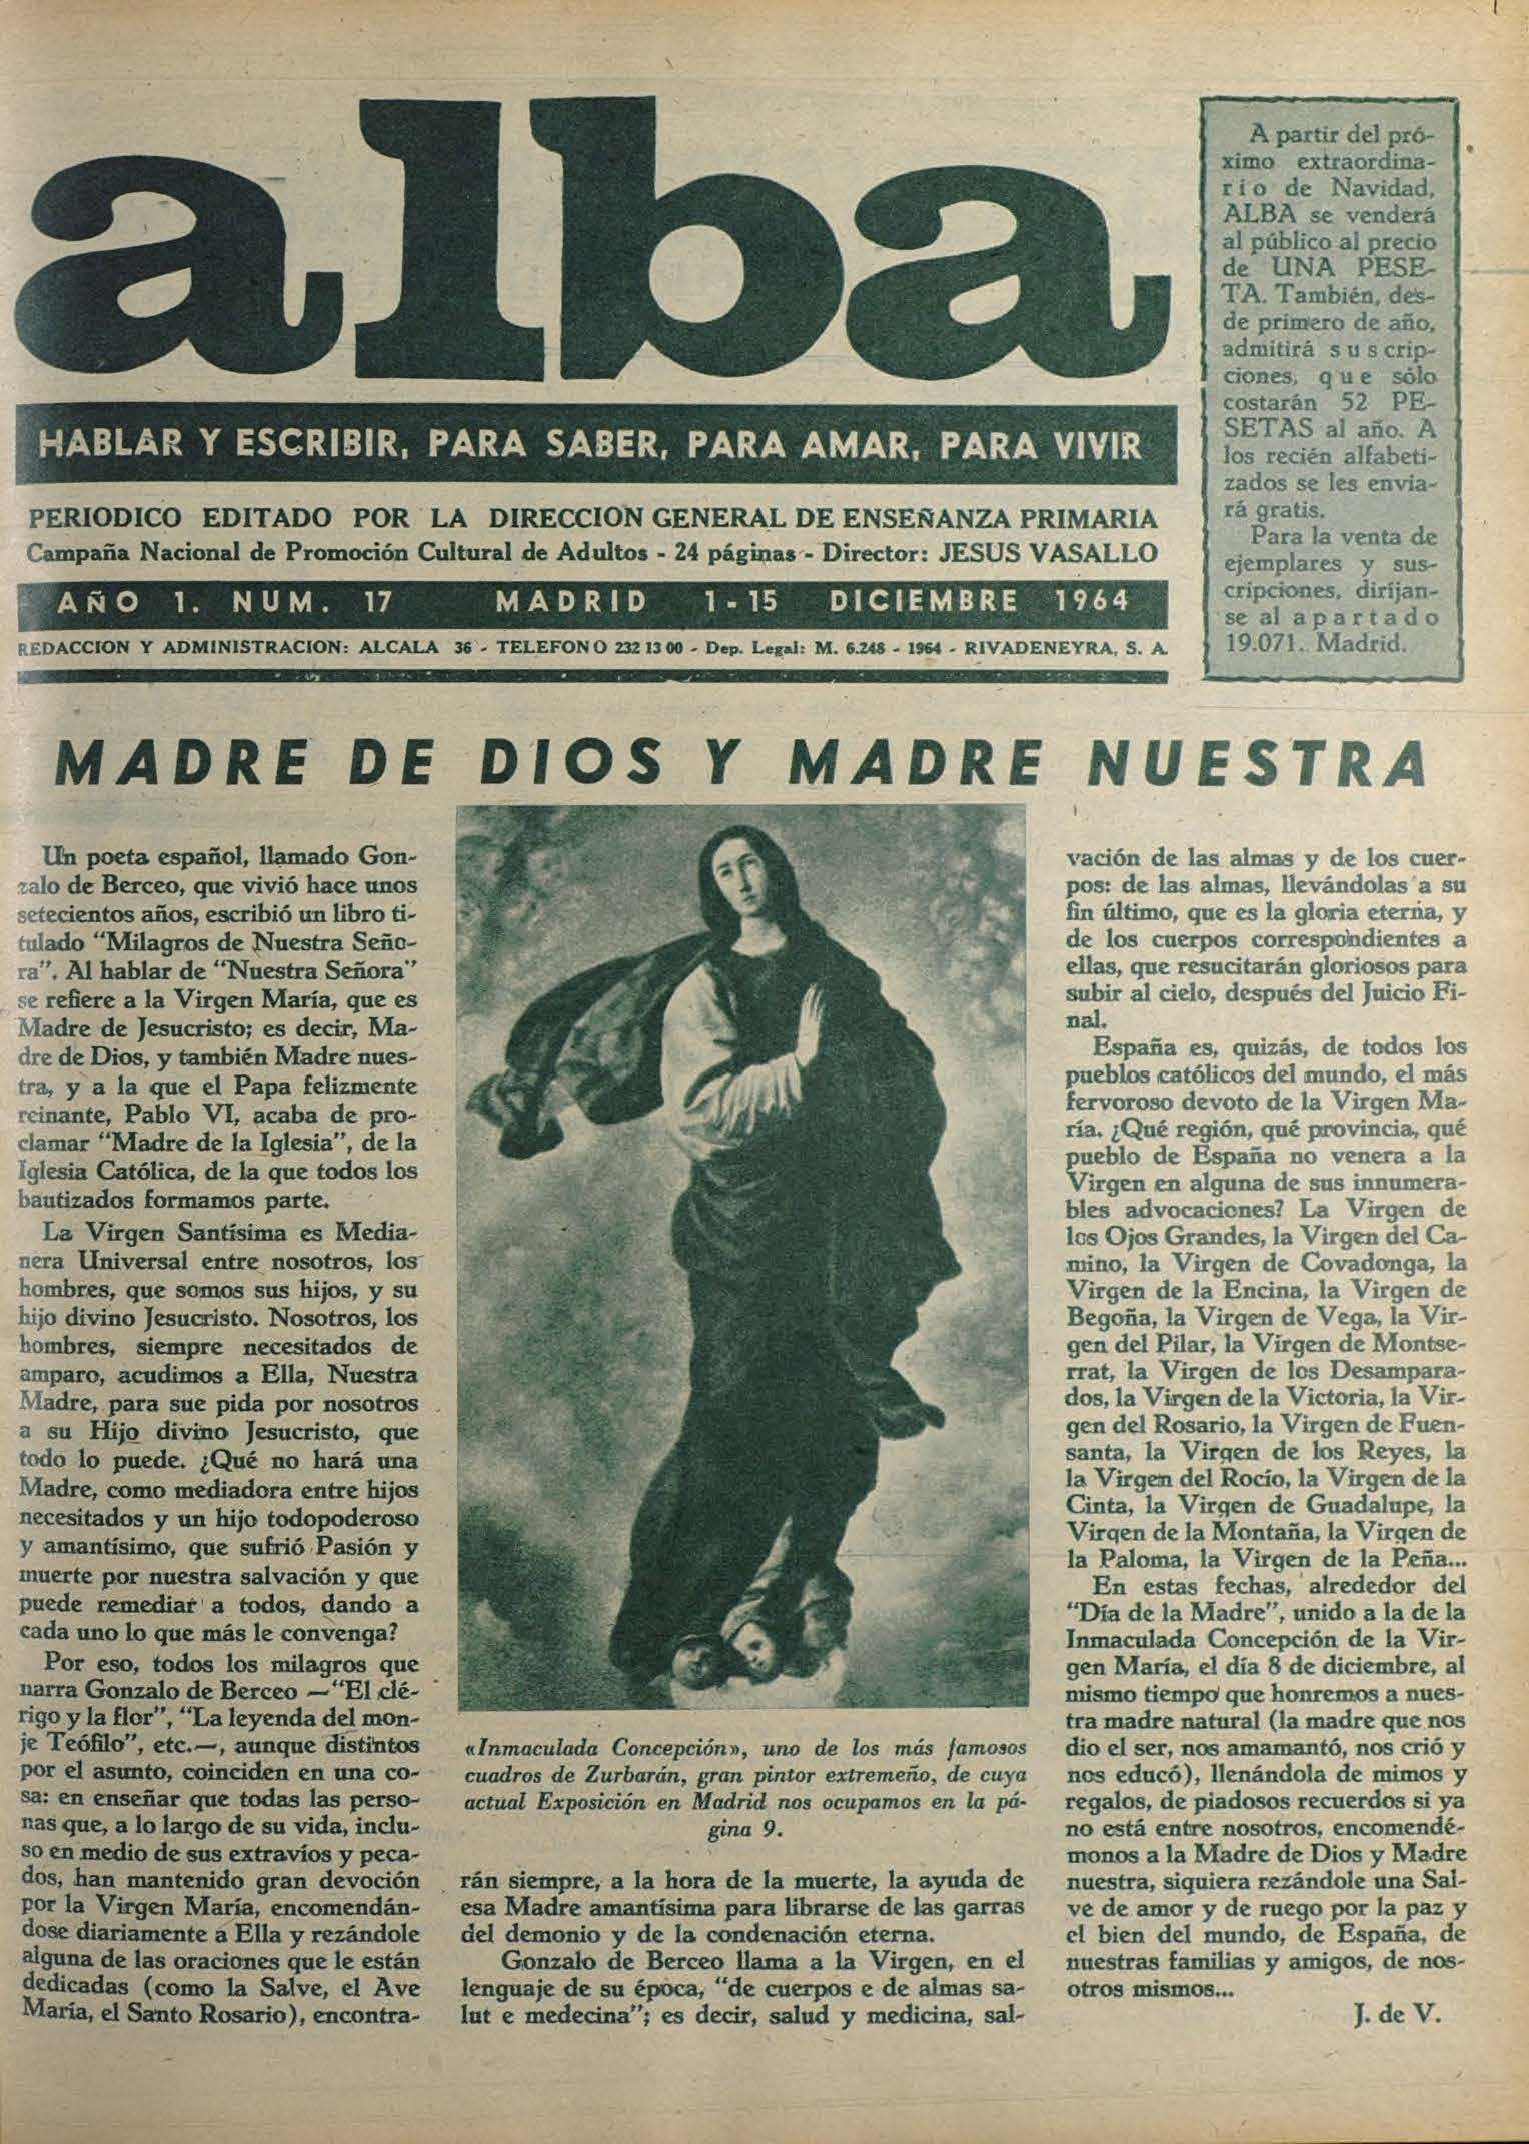 alba
HABLAR Y ESCRIBIR, PARA SABER, PARA AMAR, PARA VIVIR
PERIODICO EDITADO POR LA DIRECCION GENERAL DE ENSEÑANZA PRIMARIA
Campaña Nacional de Promoción Cultural de Adultos - 24 páginas - Director: JESUS VASALLO
AÑO 1. NUM. 17 MADRID 1-15 DICIEMBRE 1964
REDACCION Y ADMINISTRACION: ALCALA 36 - TELEFONO 232 13 00 - Dep. Legal: M. 6.248 - 1964 - RIVADENEYRA, S. A.
A partir del pró-
ximo extraordina-
rio de Navidad,
ALBA se venderá
al público al precio
de UNA PESE-
TA. También, des-
de primero de año,
admitirá suscrip-
ciones, que sólo
costarán 52 PE-
SETAS al año. A
los recién alfabeti-
zados se les envia-
rá gratis.
Para la venta de
ejemplares y sus-
cripciones, diríjan-
se al apartado
19.071. Madrid.
MADRE DE DIOS Y MADRE NUESTRA
Un poeta español, llamado Gon-
zalo de Berceo, que vivió hace unos
setecientos años, escribió un libro ti-
tulado "Milagros de Nuestra Seño-
ra". Al hablar de "Nuestra Señora"
se refiere a la Virgen María, que es
Madre de Jesucristo; es decir, Ma-
dre de Dios, y también Madre nues-
tra, y a la que el Papa felizmente
reinante, Pablo VI, acaba de pro-
clamar "Madre de la Iglesia", de la
Iglesia Católica, de la que todos los
bautizados formamos parte.
La Virgen Santísima es Media-
nera Universal entre nosotros, los
hombres, que somos sus hijos, y su
hijo divino Jesucristo. Nosotros, los
hombres, siempre necesitados de
amparo, acudimos a Ella, Nuestra
Madre, para sue pida por nosotros
a su Hijo divino Jesucristo, que
todo lo puede. ¿Qué no hará una
Madre, como mediadora entre hijos
necesitados y un hijo todopoderoso
y amantísimo, que sufrió Pasión y
muerte por nuestra salvación y que
puede remediar a todos, dando a
cada uno lo que más le convenga?
Por eso, todos los milagros que
narra Gonzalo de Berceo —"El clé-
rigo y la flor", "La leyenda del mon-
je Teófilo", etc.—, aunque distintos
por el asunto, coinciden en una co-
sa: en enseñar que todas las perso-
nas que, a lo largo de su vida, inclu-
so en medio de sus extravíos y peca-
dos, han mantenido gran devoción
por la Virgen María, encomendán-
dose diariamente a Ella y rezándole
alguna de las oraciones que le están
dedicadas (como la Salve, el Ave
María, el Santo Rosario), encontra-
«Inmaculada Concepción», uno de los más famosos
cuadros de Zurbarán, gran pintor extremeño, de cuya
actual Exposición en Madrid nos ocupamos en la pá-
gina 9.
rán siempre, a la hora de la muerte, la ayuda de
esa Madre amantísima para librarse de las garras
del demonio y de la condenación eterna.
Gonzalo de Berceo llama a la Virgen, en el
lenguaje de su época, "de cuerpos e de almas sa-
lut e medecina"; es decir, salud y medicina, sal-
vación de las almas y de los cuer-
pos: de las almas, llevándolas a su
fin último, que es la gloria eterna, y
de los cuerpos correspondientes a
ellas, que resucitarán gloriosos para
subir al cielo, después del Juicio Fi-
nal.
España es, quizás, de todos los
pueblos católicos del mundo, el más
fervoroso devoto de la Virgen Ma-
ría. ¿Qué región, qué provincia, qué
pueblo de España no venera a la
Virgen en alguna de sus innumera-
bles advocaciones? La Virgen de
los Ojos Grandes, la Virgen del Ca-
mino, la Virgen de Covadonga, la
Virgen de la Encina, la Virgen de
Begoña, la Virgen de Vega, la Vir-
gen del Pilar, la Virgen de Montse-
rrat, la Virgen de los Desampara-
dos, la Virgen de la Victoria, la Vir-
gen del Rosario, la Virgen de Fuen-
santa, la Virgen de los Reyes, la
la Virgen del Rocío, la Virgen de la
Cinta, la Virgen de Guadalupe, la
Virgen de la Montaña, la Virgen de
la Paloma, la Virgen de la Peña...
En estas fechas, alrededor del
"Día de la Madre", unido a la de la
Inmaculada Concepción de la Vir-
gen María, el día 8 de diciembre, al
mismo tiempo que honremos a nues-
tra madre natural (la madre que nos
dio el ser, nos amamantó, nos crió y
nos educó), llenándola de mimos y
regalos, de piadosos recuerdos si ya
no está entre nosotros, encomendé-
monos a la Madre de Dios y Madre
nuestra, siquiera rezándole una Sal-
ve de amor y de ruego por la paz y
el bien del mundo, de España, de
nuestras familias y amigos, de nos-
otros mismos...
J. de V.